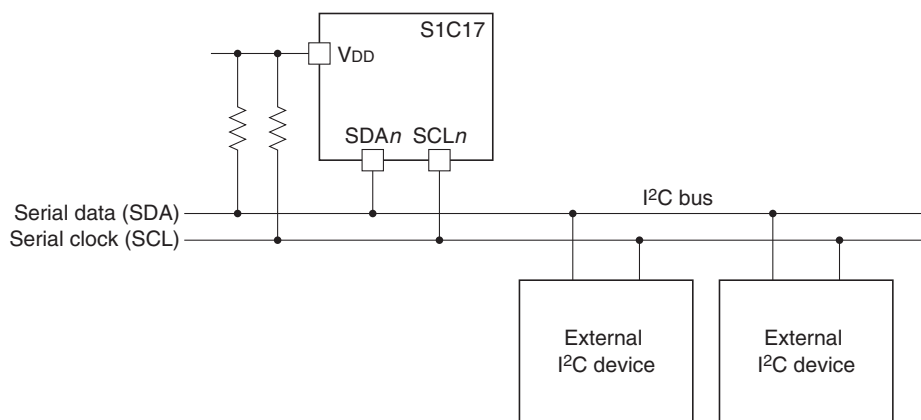 S1C17
VDD
SDAn SCLn
I²C bus
Serial data (SDA)
Serial clock (SCL)
External
I²C device
External
I²C device